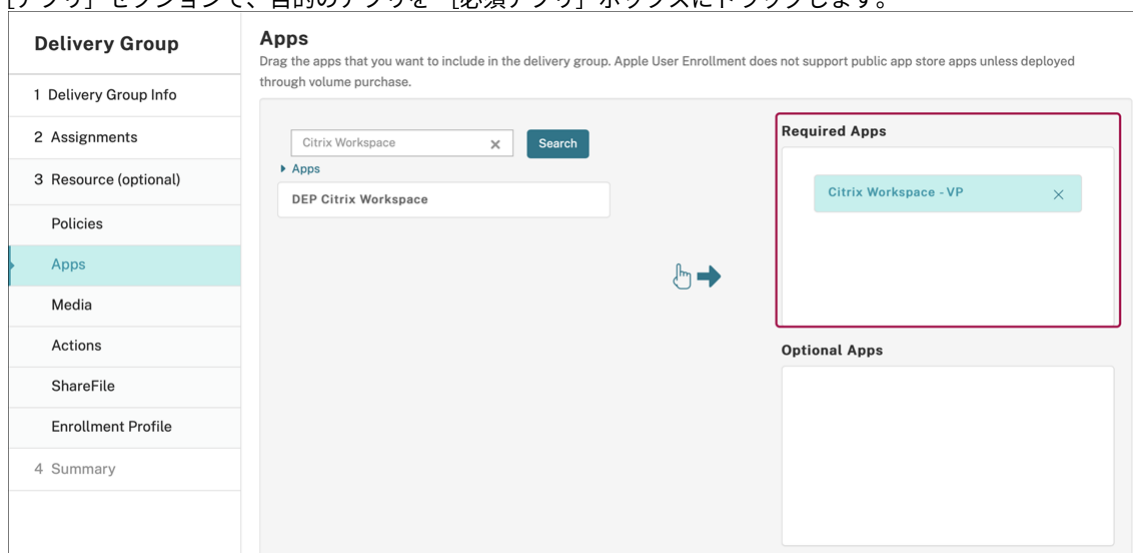 [アプリ] セクションで、目的のアプリを [必須アプリ] ボックスにドラッグします。
Delivery Group
1 Delivery Group Info
2 Assignments
3 Resource (optional)
Policies
Apps
Media
Actions
ShareFile
Enrollment Profile
4 Summary
Apps
Drag the apps that you want to include in the delivery group. Apple User Enrollment does not support public app store apps unless deployed
through volume purchase.
Citrix Workspace
Search
Apps
DEP Citrix Workspace
Required Apps
Citrix Workspace - VP
Optional Apps